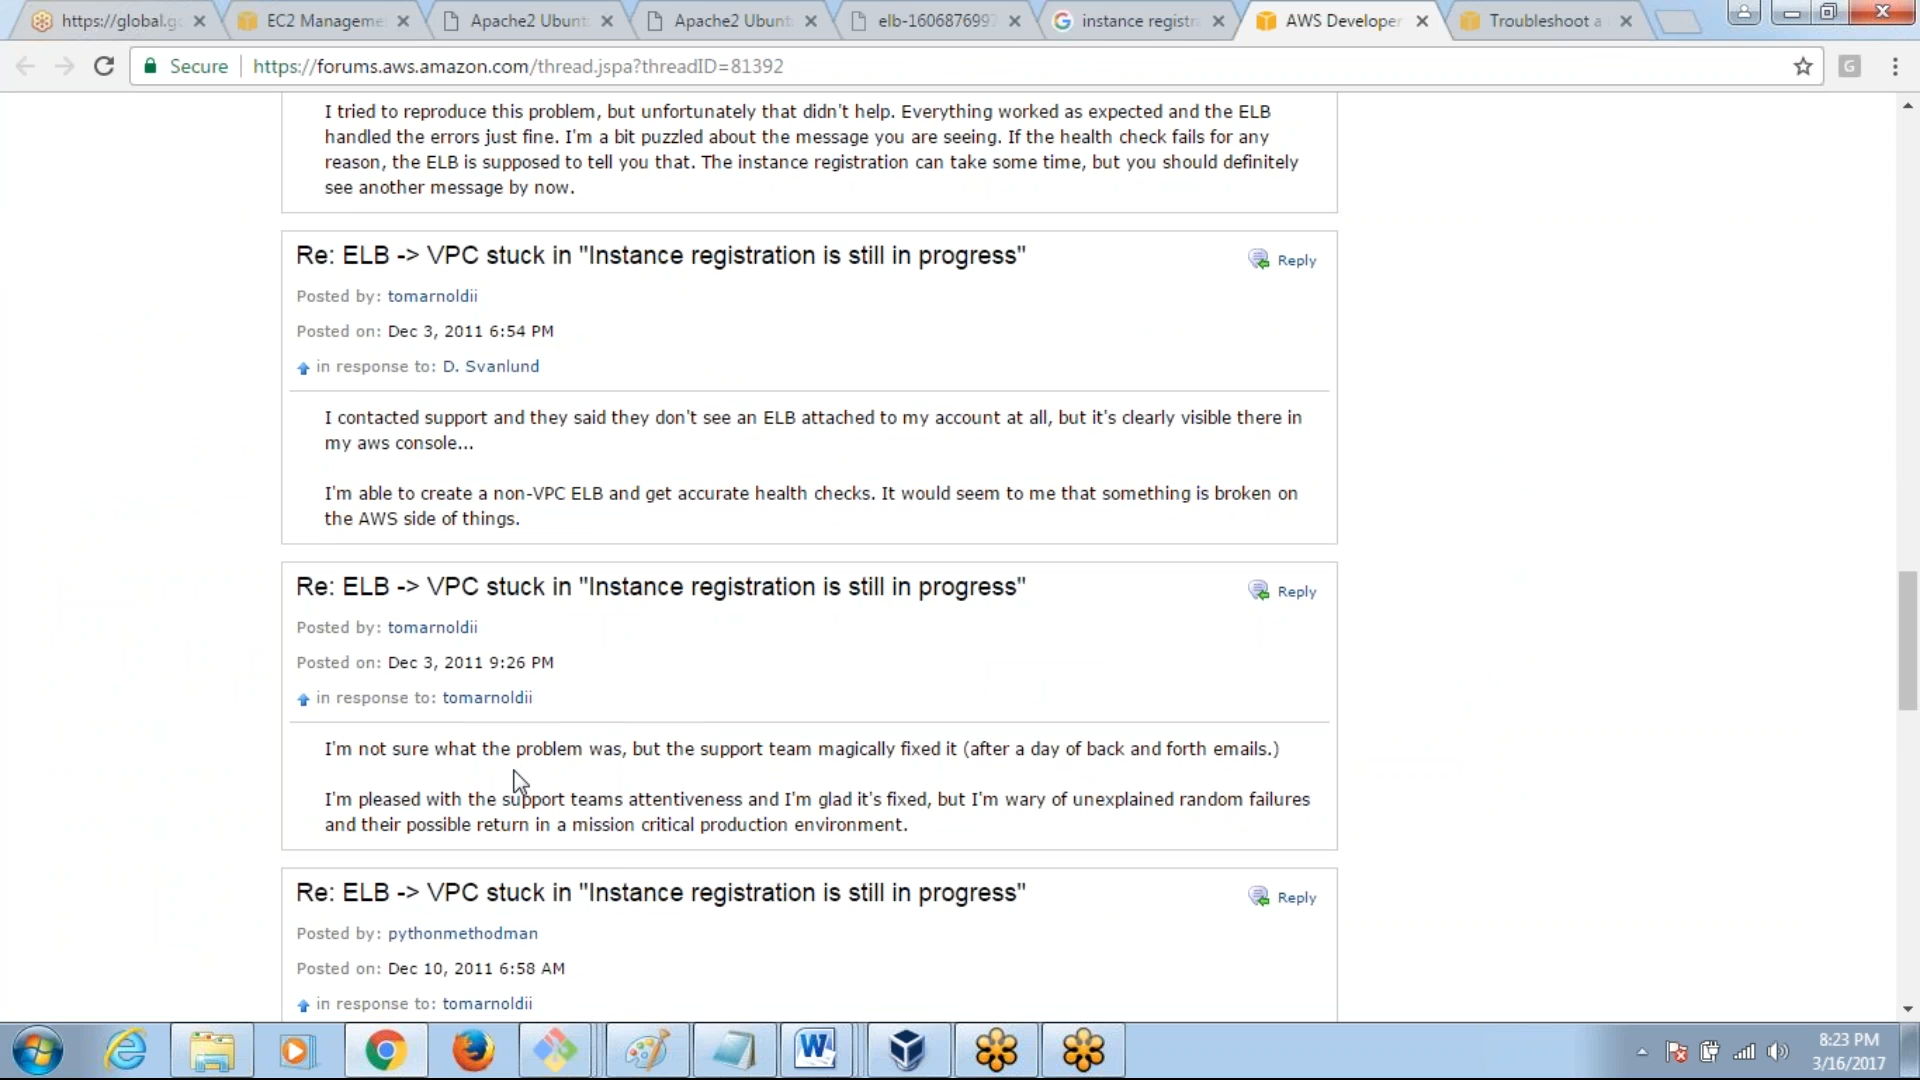 https://global.g
EC2 Manageme
Apache2 Ubunt
Apache2 Ubunt
elb-1606876997
instance registr
AWS Developer
Troubleshoot a
Secure
https://forums.aws.amazon.com/thread.jspa?threadID=81392
I tried to reproduce this problem, but unfortunately that didn't help. Everything worked as expected and the ELB
handled the errors just fine. I'm a bit puzzled about the message you are seeing. If the health check fails for any
reason, the ELB is supposed to tell you that. The instance registration can take some time, but you should definitely
see another message by now.
Re: ELB -> VPC stuck in "Instance registration is still in progress"
Reply
Posted by: tomarnoldii
Posted on: Dec 3, 2011 6:54 PM
in response to: D. Svanlund
I contacted support and they said they don't see an ELB attached to my account at all, but it's clearly visible there in
my aws console...
I'm able to create a non-VPC ELB and get accurate health checks. It would seem to me that something is broken on
the AWS side of things.
Re: ELB -> VPC stuck in "Instance registration is still in progress"
Reply
Posted by: tomarnoldii
Posted on: Dec 3, 2011 9:26 PM
in response to: tomarnoldii
I'm not sure what the problem was, but the support team magically fixed it (after a day of back and forth emails.)
I'm pleased with the support teams attentiveness and I'm glad it's fixed, but I'm wary of unexplained random failures
and their possible return in a mission critical production environment.
Re: ELB -> VPC stuck in "Instance registration is still in progress"
Reply
Posted by: pythonmethodman
Posted on: Dec 10, 2011 6:58 AM
in response to: tomarnoldii
8:23 PM
3/16/2017